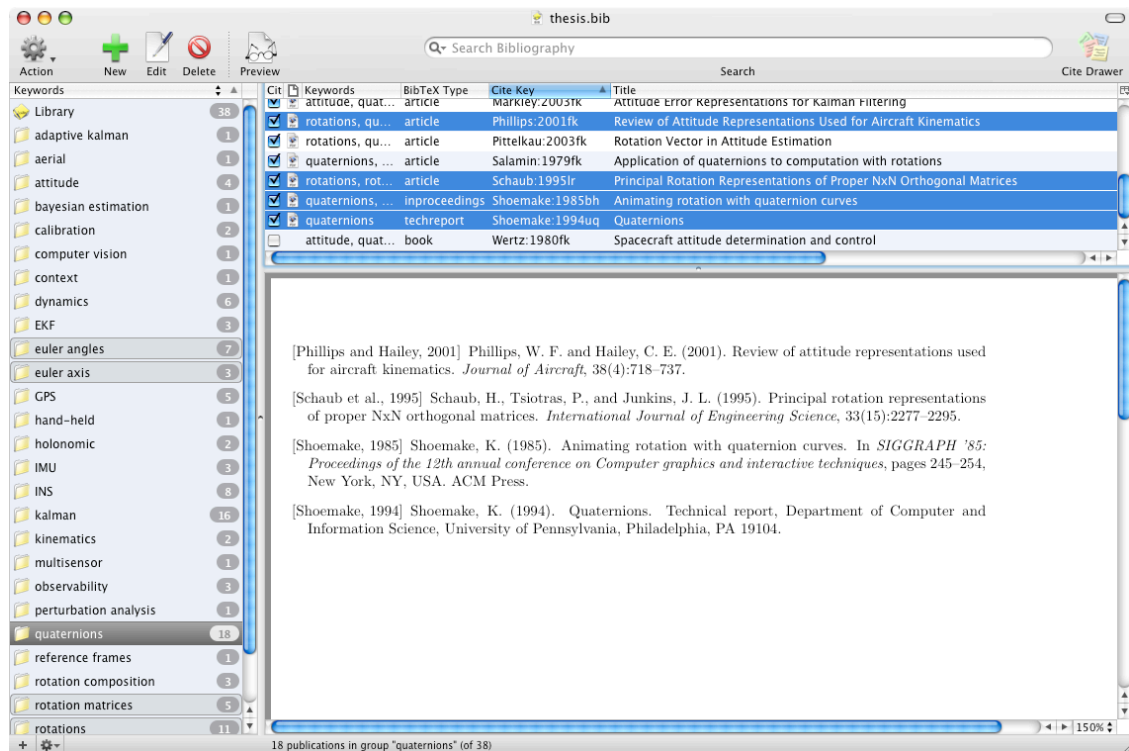 thesis.bib
Action New Edit Delete Preview Search Bibliography Search Cite Drawer
Keywords
Library 38
adaptive kalman 1
aerial 1
attitude 4
bayesian estimation 1
calibration 2
computer vision 1
context 1
dynamics 6
EKF 3
euler angles 7
euler axis 3
GPS 5
hand-held 1
holonomic 2
IMU 3
INS 8
kalman 16
kinematics 2
multisensor 1
observability 3
perturbation analysis 1
quaternions 18
reference frames 1
rotation composition 3
rotation matrices 5
rotations 11
Cit Keywords BibTeX Type Cite Key Title
attitude, quat... article Markley:2003fk Attitude Error Representations for Kalman Filtering
rotations, qu... article Phillips:2001fk Review of Attitude Representations Used for Aircraft Kinematics
rotations, qu... article Pittelkau:2003fk Rotation Vector in Attitude Estimation
quaternions, ... article Salamin:1979fk Application of quaternions to computation with rotations
rotations, rot... article Schaub:1995lr Principal Rotation Representations of Proper NxN Orthogonal Matrices
quaternions, ... inproceedings Shoemake:1985bh Animating rotation with quaternion curves
quaternions techreport Shoemake:1994uq Quaternions
attitude, quat... book Wertz:1980fk Spacecraft attitude determination and control
[Phillips and Hailey, 2001] Phillips, W. F. and Hailey, C. E. (2001). Review of attitude representations used
for aircraft kinematics. Journal of Aircraft, 38(4):718–737.
[Schaub et al., 1995] Schaub, H., Tsiotras, P., and Junkins, J. L. (1995). Principal rotation representations
of proper NxN orthogonal matrices. International Journal of Engineering Science, 33(15):2277–2295.
[Shoemake, 1985] Shoemake, K. (1985). Animating rotation with quaternion curves. In SIGGRAPH '85:
Proceedings of the 12th annual conference on Computer graphics and interactive techniques, pages 245–254,
New York, NY, USA. ACM Press.
[Shoemake, 1994] Shoemake, K. (1994). Quaternions. Technical report, Department of Computer and
Information Science, University of Pennsylvania, Philadelphia, PA 19104.
150%
18 publications in group "quaternions" (of 38)